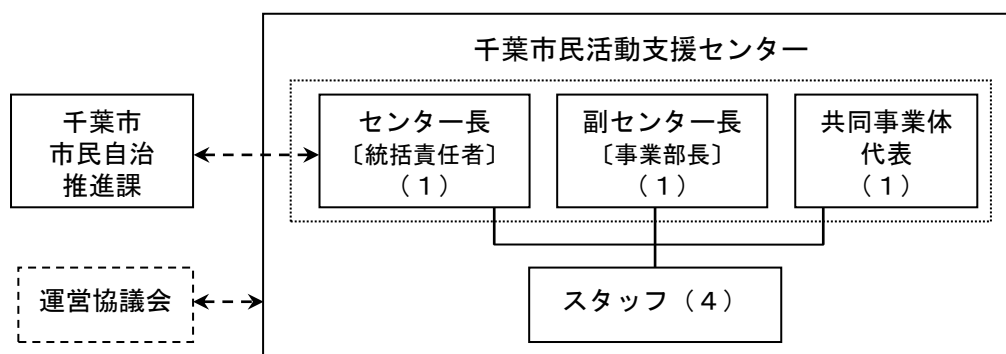 千葉市民活動支援センター
千葉市
市民自治
推進課
センター長
〔統括責任者〕
（１）
副センター長
〔事業部長〕
（１）
共同事業体
代表
（１）
運営協議会
スタッフ（４）